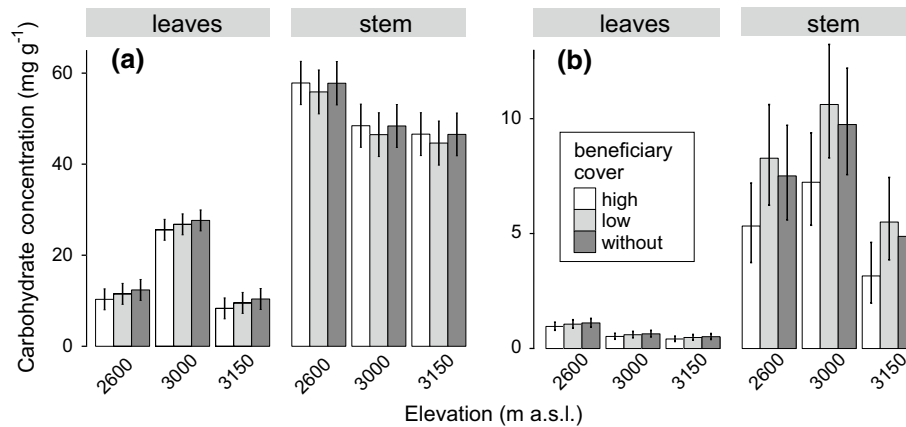 leaves
stem
leaves
stem
(a)
(b)
Carbohydrate concentration (mg g⁻¹)
60
40
20
0
10
5
0
beneficiary
cover
high
low
without
2600
3000
3150
2600
3000
3150
2600
3000
3150
2600
3000
3150
Elevation (m a.s.l.)